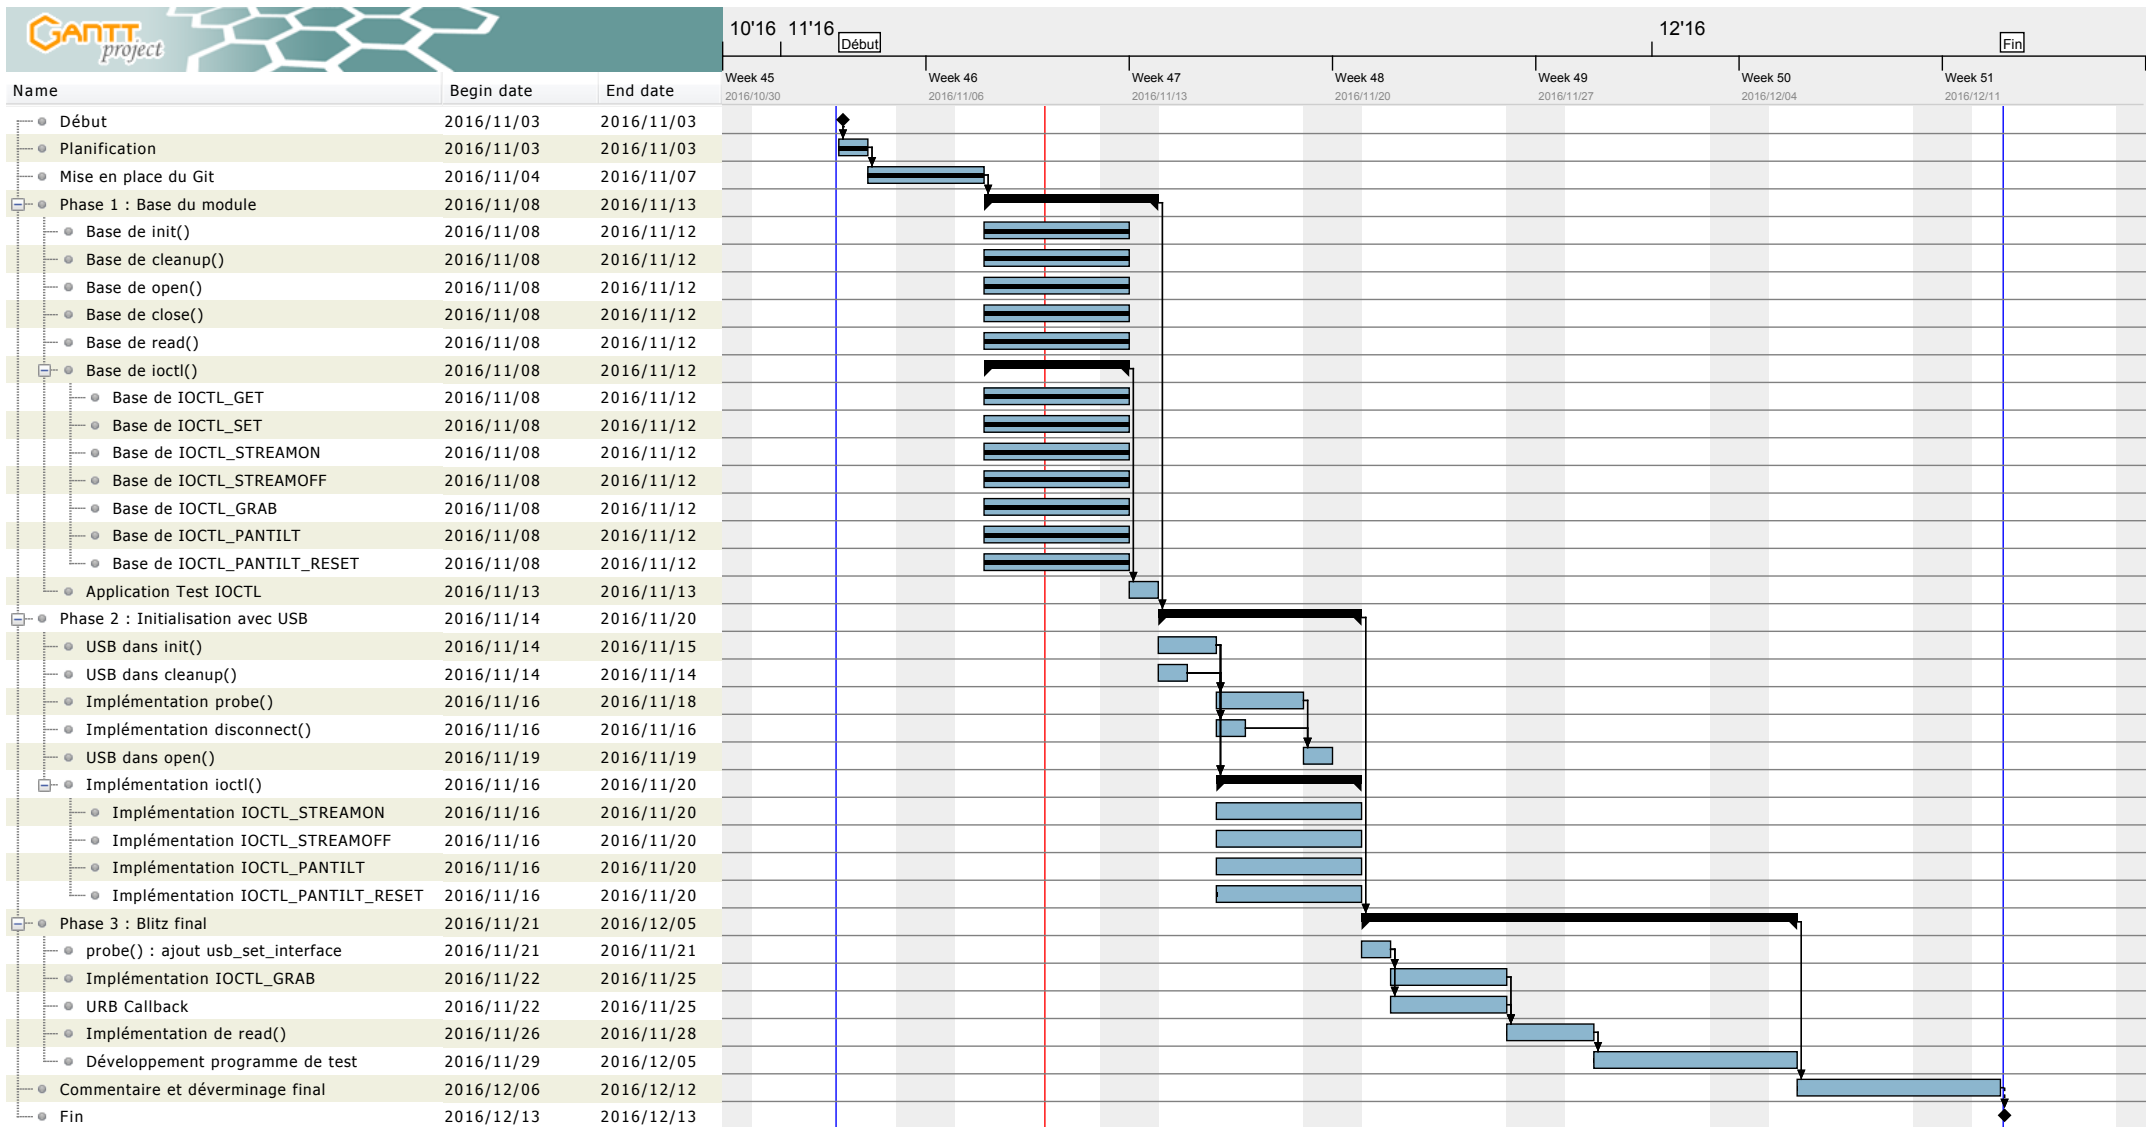 GANTT project
10'16 11'16 12'16
Début Fin
Week 45 Week 46 Week 47 Week 48 Week 49 Week 50 Week 51
2016/10/30 2016/11/06 2016/11/13 2016/11/20 2016/11/27 2016/12/04 2016/12/11
Name Begin date End date
Début 2016/11/03 2016/11/03
Planification 2016/11/03 2016/11/03
Mise en place du Git 2016/11/04 2016/11/07
Phase 1 : Base du module 2016/11/08 2016/11/13
Base de init() 2016/11/08 2016/11/12
Base de cleanup() 2016/11/08 2016/11/12
Base de open() 2016/11/08 2016/11/12
Base de close() 2016/11/08 2016/11/12
Base de read() 2016/11/08 2016/11/12
Base de ioctl() 2016/11/08 2016/11/12
Base de IOCTL_GET 2016/11/08 2016/11/12
Base de IOCTL_SET 2016/11/08 2016/11/12
Base de IOCTL_STREAMON 2016/11/08 2016/11/12
Base de IOCTL_STREAMOFF 2016/11/08 2016/11/12
Base de IOCTL_GRAB 2016/11/08 2016/11/12
Base de IOCTL_PANTILT 2016/11/08 2016/11/12
Base de IOCTL_PANTILT_RESET 2016/11/08 2016/11/12
Application Test IOCTL 2016/11/13 2016/11/13
Phase 2 : Initialisation avec USB 2016/11/14 2016/11/20
USB dans init() 2016/11/14 2016/11/15
USB dans cleanup() 2016/11/14 2016/11/14
Implémentation probe() 2016/11/16 2016/11/18
Implémentation disconnect() 2016/11/16 2016/11/16
USB dans open() 2016/11/19 2016/11/19
Implémentation ioctl() 2016/11/16 2016/11/20
Implémentation IOCTL_STREAMON 2016/11/16 2016/11/20
Implémentation IOCTL_STREAMOFF 2016/11/16 2016/11/20
Implémentation IOCTL_PANTILT 2016/11/16 2016/11/20
Implémentation IOCTL_PANTILT_RESET 2016/11/16 2016/11/20
Phase 3 : Blitz final 2016/11/21 2016/12/05
probe() : ajout usb_set_interface 2016/11/21 2016/11/21
Implémentation IOCTL_GRAB 2016/11/22 2016/11/25
URB Callback 2016/11/22 2016/11/25
Implémentation de read() 2016/11/26 2016/11/28
Développement programme de test 2016/11/29 2016/12/05
Commentaire et déverminage final 2016/12/06 2016/12/12
Fin 2016/12/13 2016/12/13